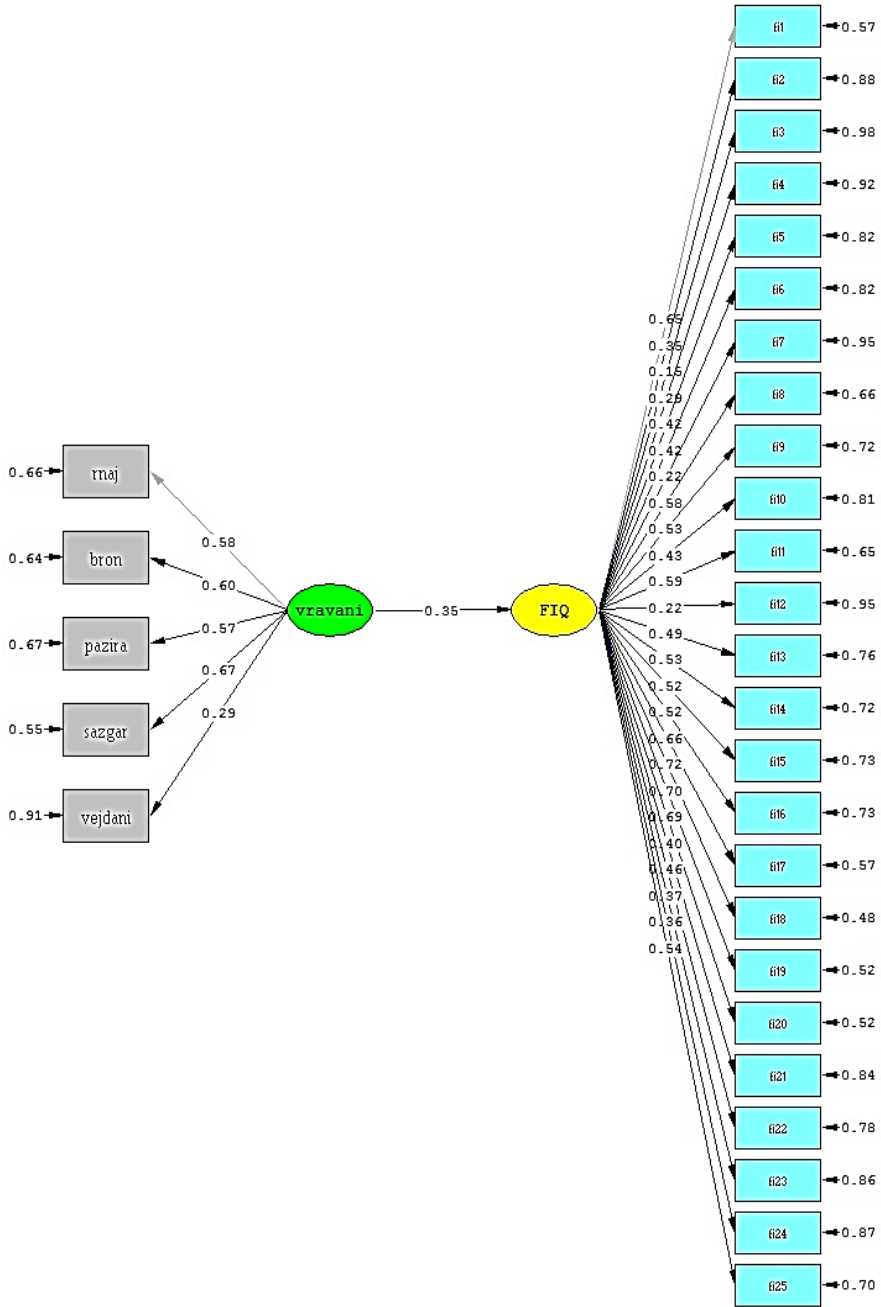 0.66 rnaj
0.64 bron
0.67 pazira
0.55 sazgar
0.91 vejdani
0.58
0.60
0.57
0.67
0.29
vravani
0.35
FIQ
0.65
0.35
0.15
0.29
0.42
0.42
0.22
0.58
0.53
0.43
0.59
0.22
0.49
0.53
0.52
0.52
0.66
0.72
0.70
0.69
0.40
0.46
0.37
0.36
0.54
fi1 0.57
fi2 0.88
fi3 0.98
fi4 0.92
fi5 0.82
fi6 0.82
fi7 0.95
fi8 0.66
fi9 0.72
fi10 0.81
fi11 0.65
fi12 0.95
fi13 0.76
fi14 0.72
fi15 0.73
fi16 0.73
fi17 0.57
fi18 0.48
fi19 0.52
fi20 0.52
fi21 0.84
fi22 0.78
fi23 0.86
fi24 0.87
fi25 0.70